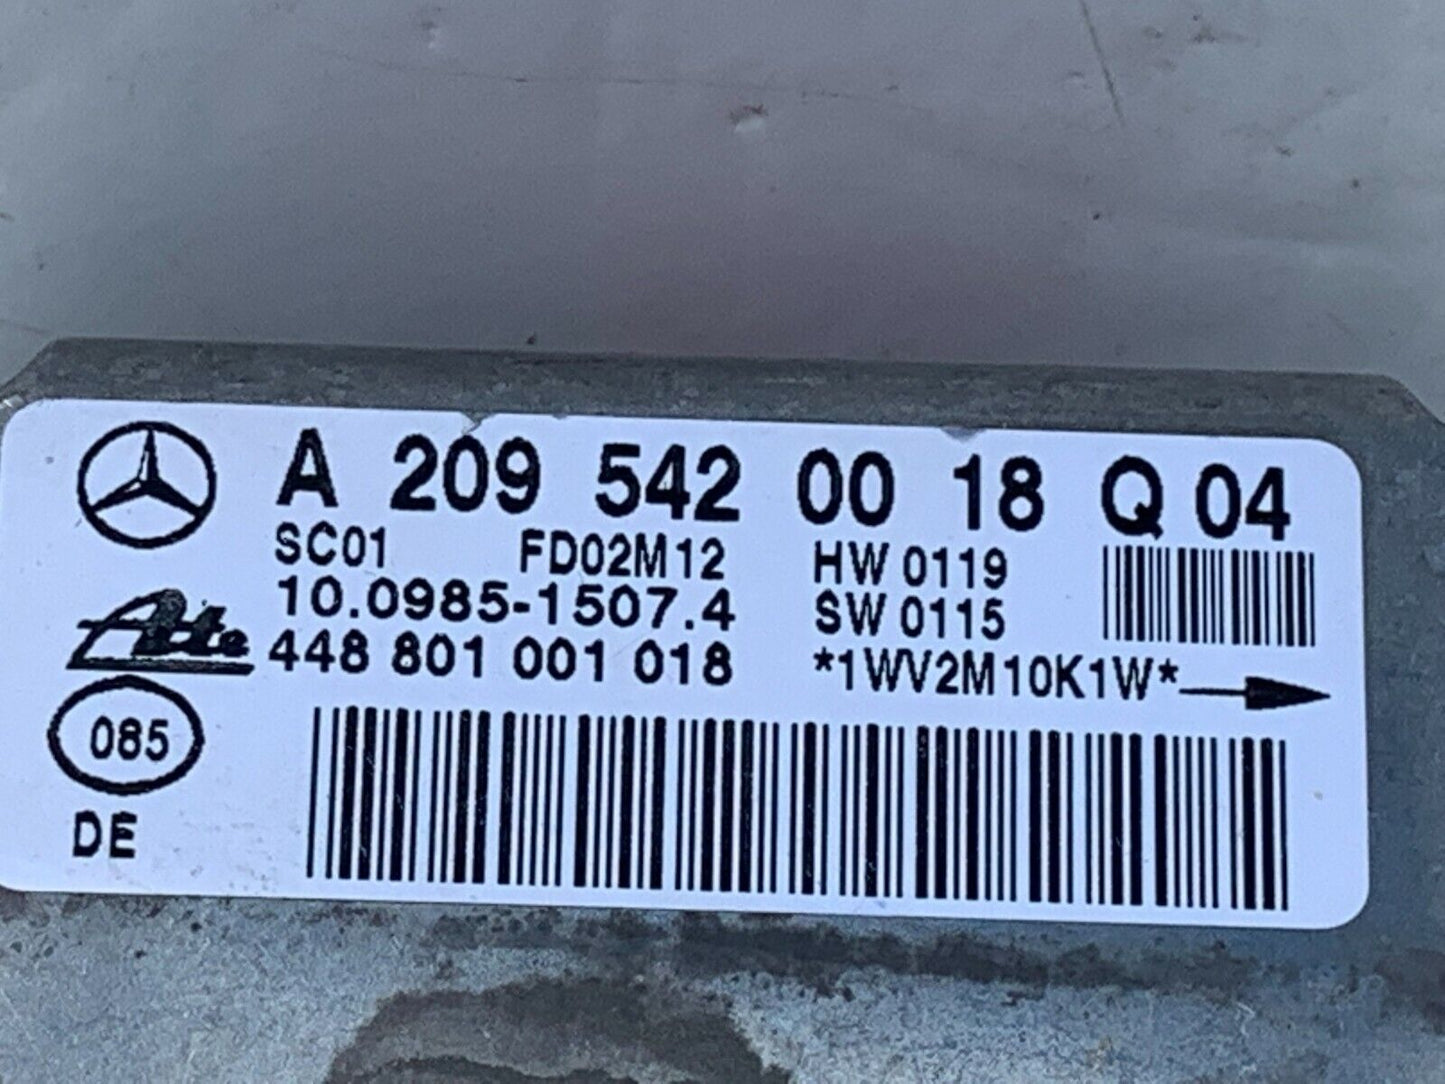 A 209 542 00 18 Q 04
SC01 FD02M12 HW 0119
10.0985-1507.4 SW 0115
Ate 448 801 001 018 *1WV2M10K1W*
085
DE